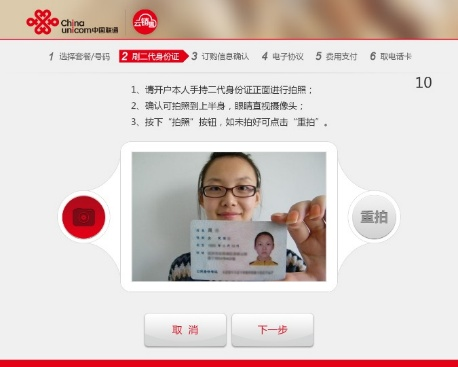 China
unicom中国联通
云销售
1 选择套餐/号码 2 刷二代身份证 3 订购信息确认 4 电子协议 5 费用支付 6 取电话卡
10
1、请开户本人手持二代身份证正面进行拍照；
2、确认可拍照到上半身，眼睛直视摄像头；
3、按下“拍照”按钮，如未拍好可点击“重拍”。
重拍
取 消
下一步